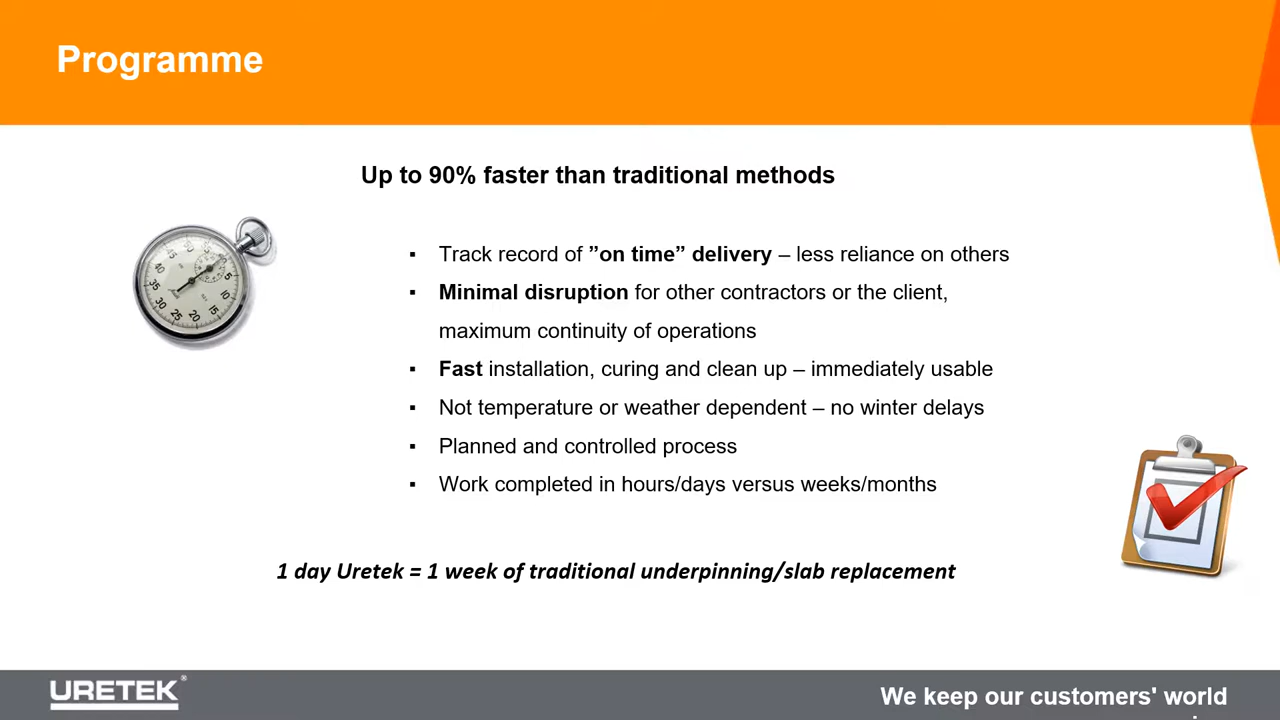 Programme
Up to 90% faster than traditional methods
▪ Track record of ”on time” delivery – less reliance on others
▪ Minimal disruption for other contractors or the client,
maximum continuity of operations
▪ Fast installation, curing and clean up – immediately usable
▪ Not temperature or weather dependent – no winter delays
▪ Planned and controlled process
▪ Work completed in hours/days versus weeks/months
1 day Uretek = 1 week of traditional underpinning/slab replacement
URETEK®
We keep our customers' world